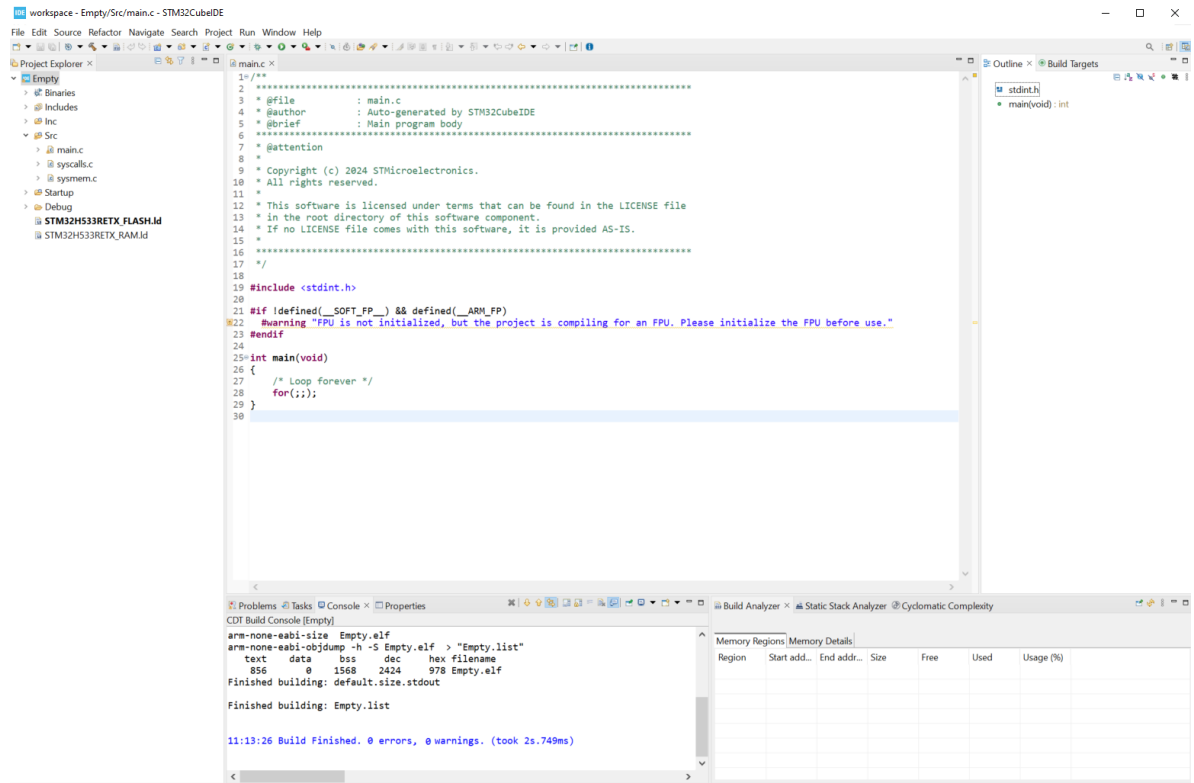 IDE workspace - Empty/Src/main.c - STM32CubeIDE
File Edit Source Refactor Navigate Search Project Run Window Help
Project Explorer
Empty
Binaries
Includes
Inc
Src
main.c
syscalls.c
sysmem.c
Startup
Debug
STM32H533RETX_FLASH.ld
STM32H533RETX_RAM.ld
main.c
1 /**
2 ******************************************************************************
3 * @file           : main.c
4 * @author         : Auto-generated by STM32CubeIDE
5 * @brief          : Main program body
6 ******************************************************************************
7 * @attention
8 *
9 * Copyright (c) 2024 STMicroelectronics.
10 * All rights reserved.
11 *
12 * This software is licensed under terms that can be found in the LICENSE file
13 * in the root directory of this software component.
14 * If no LICENSE file comes with this software, it is provided AS-IS.
15 *
16 ******************************************************************************
17 */
18
19 #include <stdint.h>
20
21 #if !defined(__SOFT_FP__) && defined(__ARM_FP)
22 #warning "FPU is not initialized, but the project is compiling for an FPU. Please initialize the FPU before use."
23 #endif
24
25 int main(void)
26 {
27 /* Loop forever */
28 for(;;);
29 }
30
Outline Build Targets
stdint.h
main(void) : int
Problems Tasks Console Properties
CDT Build Console [Empty]
arm-none-eabi-size  Empty.elf
arm-none-eabi-objdump -h -S Empty.elf  > "Empty.list"
text data bss dec hex filename
856 0 1568 2424 978 Empty.elf
Finished building: default.size.stdout
Finished building: Empty.list
11:13:26 Build Finished. 0 errors, 0 warnings. (took 2s.749ms)
Build Analyzer Static Stack Analyzer Cyclomatic Complexity
Memory Regions Memory Details
Region Start add... End addr... Size Free Used Usage (%)